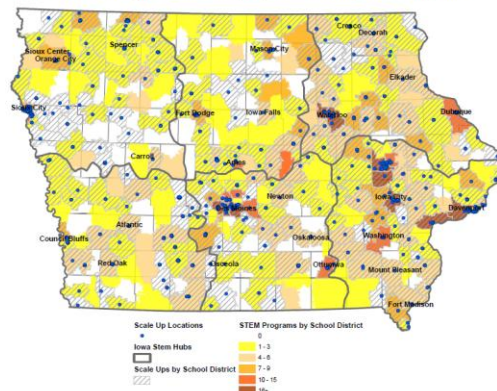 Cresco
Decorah
Spencer
Mason City
Sioux Center
Orange City
Elkader
Sioux City
Fort Dodge
Iowa Falls
Waterloo
Dubuque
Carroll
Ames
Newton
Iowa City
Davenport
Des Moines
Atlantic
Council Bluffs
Oskaloosa
Washington
Red Oak
Osceola
Ottumwa
Mount Pleasant
Fort Madison
Scale Up Locations
Iowa Stem Hubs
Scale Ups by School District
STEM Programs by School District
0
1 - 3
4 - 6
7 - 9
10 - 15